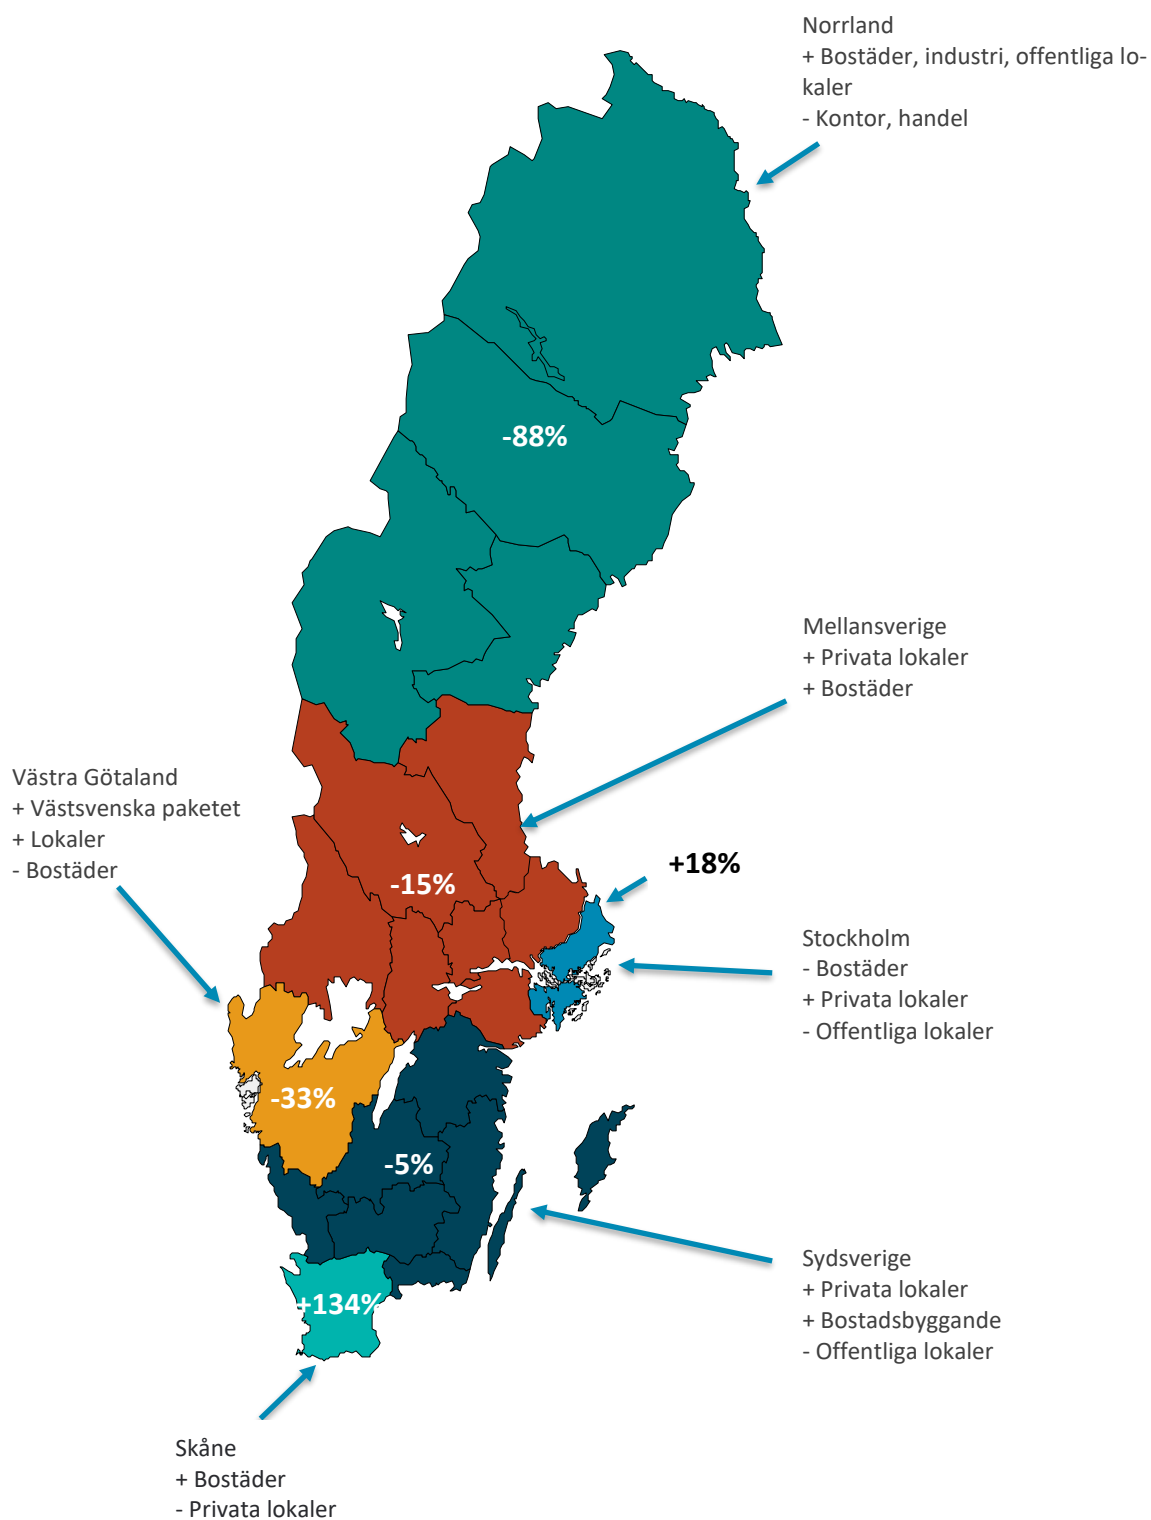 Norrland
+ Bostäder, industri, offentliga lo-
kaler
- Kontor, handel
-88%
Mellansverige
+ Privata lokaler
+ Bostäder
Västra Götaland
+ Västsvenska paketet
+ Lokaler
- Bostäder
+18%
-15%
Stockholm
- Bostäder
+ Privata lokaler
- Offentliga lokaler
-33%
-5%
Sydsverige
+ Privata lokaler
+ Bostadsbyggande
- Offentliga lokaler
+134%
Skåne
+ Bostäder
- Privata lokaler